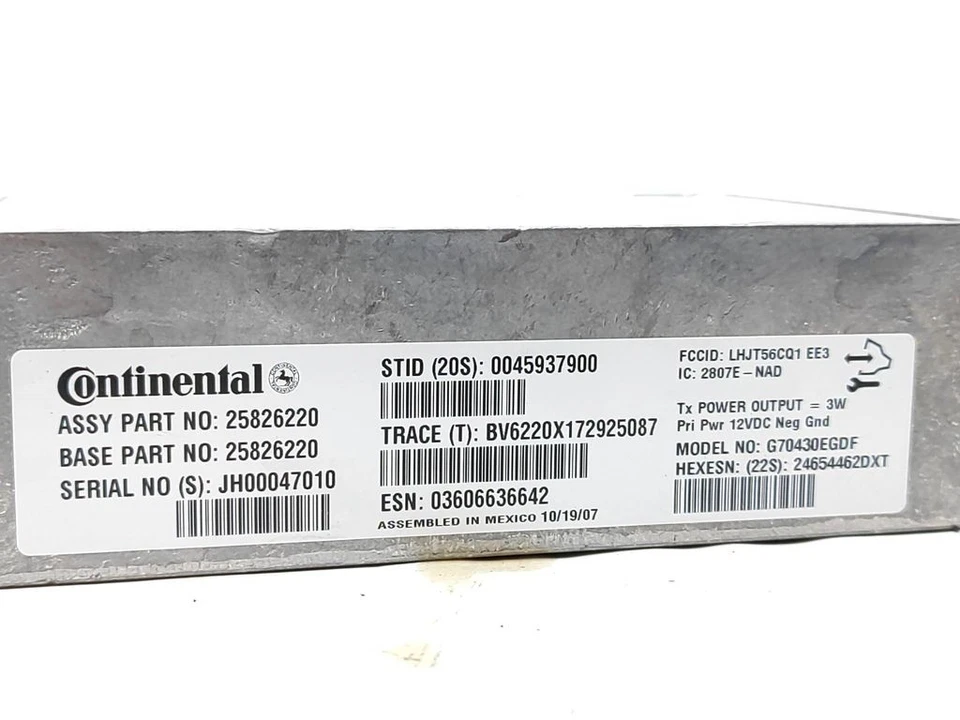 Continental
ASSY PART NO: 25826220
BASE PART NO: 25826220
SERIAL NO (S): JH00047010
STID (20S): 0045937900
TRACE (T): BV6220X172925087
ESN: 03606636642
ASSEMBLED IN MEXICO 10/19/07
FCCID: LHJT56CQ1 EE3
IC: 2807E-NAD
Tx POWER OUTPUT = 3W
Pri Pwr 12VDC Neg Gnd
MODEL NO: G70430EGDF
HEXESN: (22S): 24654462DXT